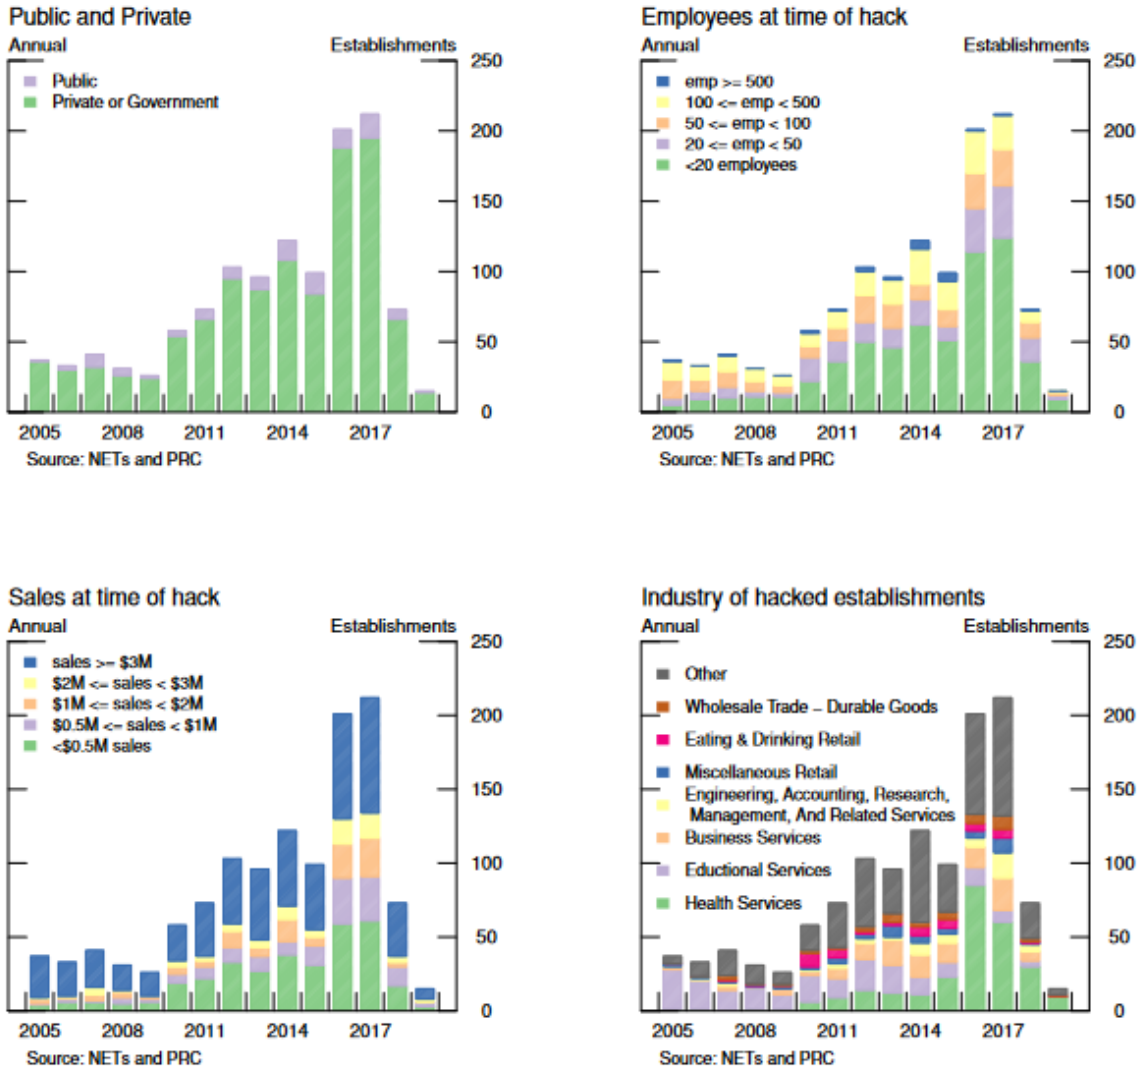 Public and Private
Annual Establishments
Public
Private or Government
250
200
150
100
50
0
2005 2008 2011 2014 2017
Source: NETs and PRC
Employees at time of hack
Annual Establishments
emp >= 500
100 <= emp < 500
50 <= emp < 100
20 <= emp < 50
<20 employees
250
200
150
100
50
0
2005 2008 2011 2014 2017
Source: NETs and PRC
Sales at time of hack
Annual Establishments
sales >= $3M
$2M <= sales < $3M
$1M <= sales < $2M
$0.5M <= sales < $1M
<$0.5M sales
250
200
150
100
50
0
2005 2008 2011 2014 2017
Source: NETs and PRC
Industry of hacked establishments
Annual Establishments
Other
Wholesale Trade – Durable Goods
Eating & Drinking Retail
Miscellaneous Retail
Engineering, Accounting, Research,
Management, And Related Services
Business Services
Eductional Services
Health Services
250
200
150
100
50
0
2005 2008 2011 2014 2017
Source: NETs and PRC